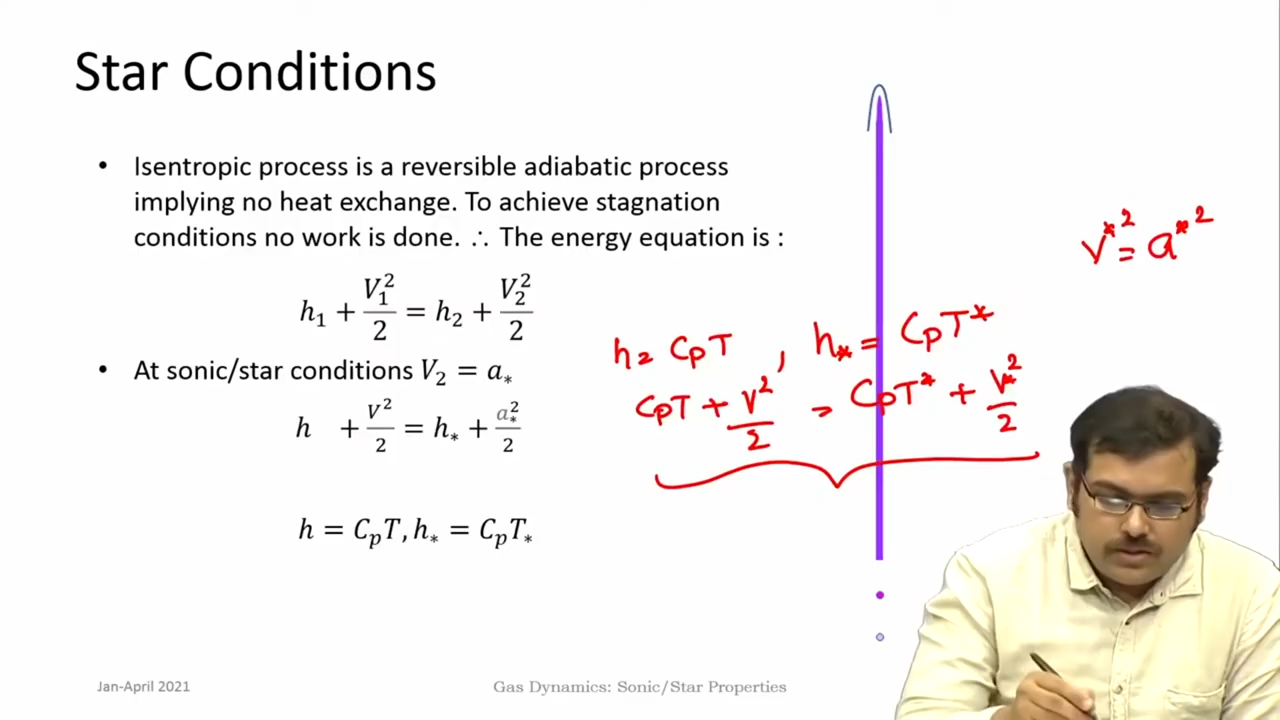 Star Conditions
• Isentropic process is a reversible adiabatic process
implying no heat exchange. To achieve stagnation
conditions no work is done. ∴ The energy equation is :
h₁ + V₁²/2 = h₂ + V₂²/2
• At sonic/star conditions V₂ = a*
h + V²/2 = h* + a*²/2
h = CpT, h* = CpT*
V*² = a*²
h = CpT, h* = CpT*
CpT + V²/2 = CpT* + V*²/2
Jan-April 2021
Gas Dynamics: Sonic/Star Properties